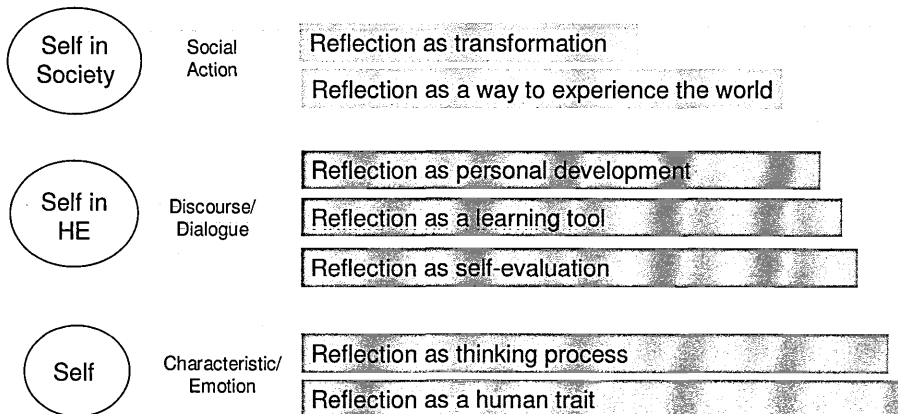 Self in
Society
Social
Action
Reflection as transformation
Reflection as a way to experience the world
Self in
HE
Discourse/
Dialogue
Reflection as personal development
Reflection as a learning tool
Reflection as self-evaluation
Self
Characteristic/
Emotion
Reflection as thinking process
Reflection as a human trait